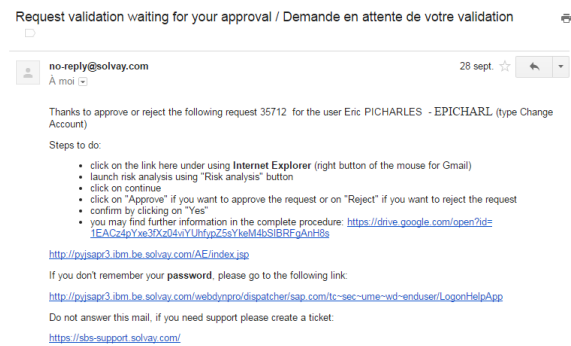 Request validation waiting for your approval / Demande en attente de votre validation
no-reply@solvay.com
28 sept.
À moi
Thanks to approve or reject the following request 35712 for the user Eric PICHARLES - EPICHARL (type Change
Account)
Steps to do:
• click on the link here under using Internet Explorer (right button of the mouse for Gmail)
• launch risk analysis using "Risk analysis" button
• click on continue
• click on "Approve" if you want to approve the request or on "Reject" if you want to reject the request
• confirm by clicking on "Yes"
• you may find further information in the complete procedure: https://drive.google.com/open?id=
1EACz4pYxe3fXz04viYUhfypZ5sYkeM4bSIBRFgAnH8s
http://pyjsapr3.ibm.be.solvay.com/AE/index.jsp
If you don't remember your password, please go to the following link:
http://pyjsapr3.ibm.be.solvay.com/webdynpro/dispatcher/sap.com/tc~sec~ume~wd~enduser/LogonHelpApp
Do not answer this mail, if you need support please create a ticket:
https://sbs-support.solvay.com/